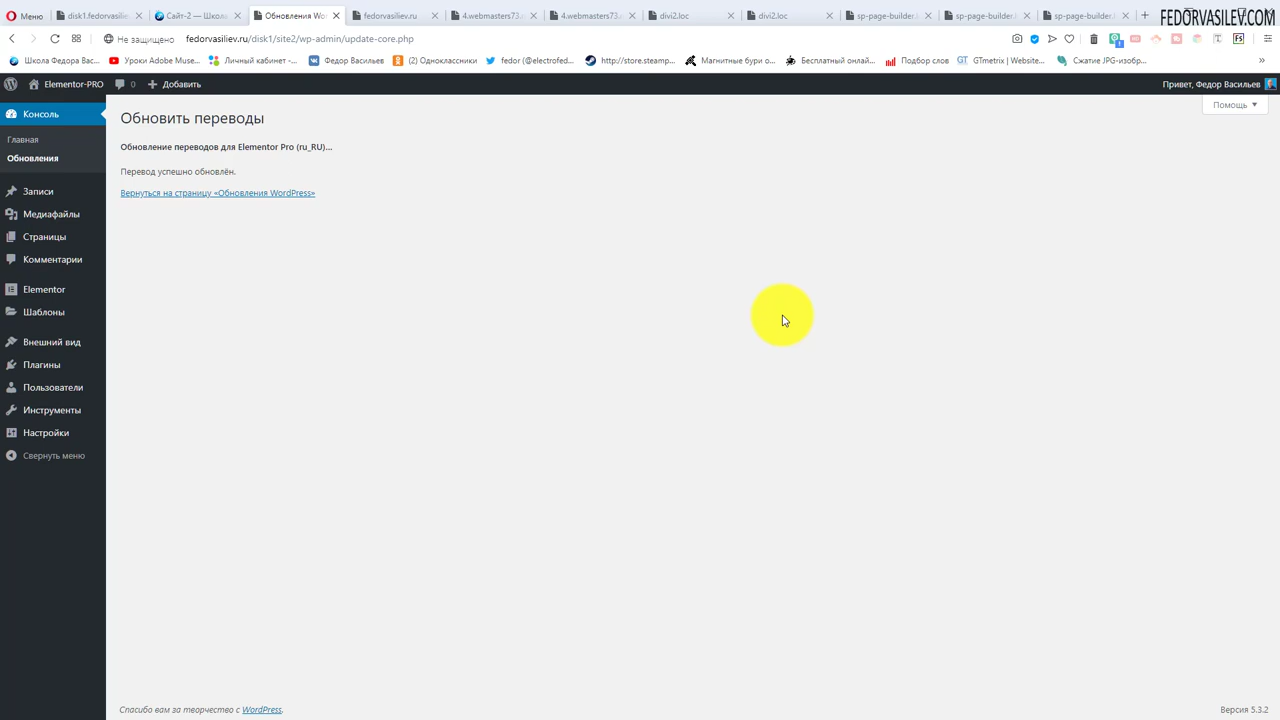 Меню
disk1.fedorvasilie
Сайт-2 — Школа
Обновления Wor
fedorvasiliev.ru
4.webmasters73.
4.webmasters73.
divi2.loc
divi2.loc
sp-page-builder.l
sp-page-builder.l
sp-page-builder.l
FEDORVASILEV.COM
Не защищено
fedorvasiliev.ru/disk1/site2/wp-admin/update-core.php
Школа Федора Вас...
Уроки Adobe Muse...
Личный кабинет -...
Федор Васильев
(2) Одноклассники
fedor (@electrofed...
http://store.steamp...
Магнитные бури о...
Бесплатный онлай...
Подбор слов
GTmetrix | Website...
Сжатие JPG-изобр...
Elementor-PRO
0
Добавить
Привет, Федор Васильев
Консоль
Помощь
Главная
Обновления
Записи
Медиафайлы
Страницы
Комментарии
Elementor
Шаблоны
Внешний вид
Плагины
Пользователи
Инструменты
Настройки
Свернуть меню
Обновить переводы
Обновление переводов для Elementor Pro (ru_RU)...
Перевод успешно обновлён.
Вернуться на страницу «Обновления WordPress»
Спасибо вам за творчество с WordPress.
Версия 5.3.2